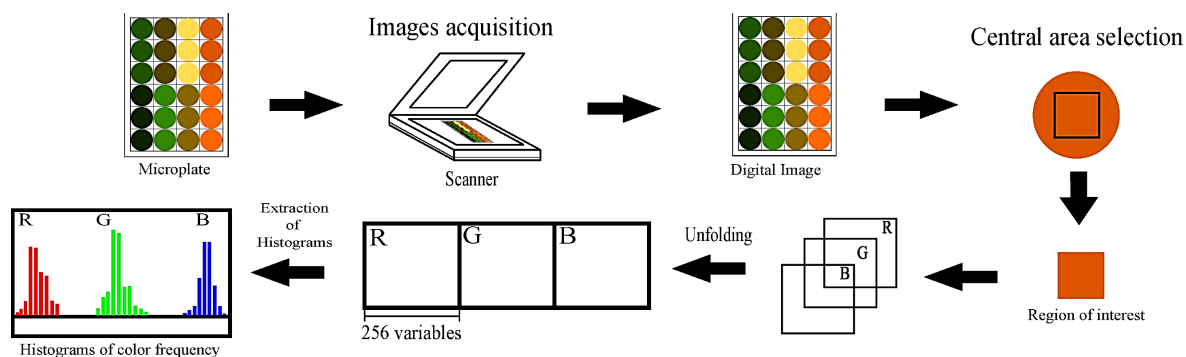 Microplate
Images acquisition
Scanner
Digital Image
Central area selection
Region of interest
R
G
B
Unfolding
R
G
B
256 variables
Extraction
of
Histograms
R
G
B
Histograms of color frequency